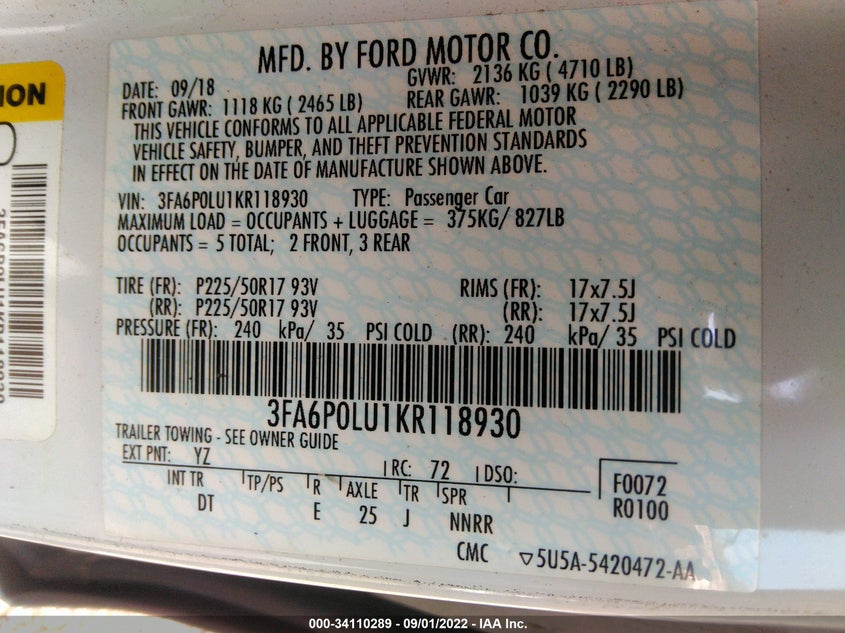 MFD. BY FORD MOTOR CO.
DATE: 09/18 GVWR: 2136 KG ( 4710 LB)
FRONT GAWR: 1118 KG ( 2465 LB) REAR GAWR: 1039 KG ( 2290 LB)
THIS VEHICLE CONFORMS TO ALL APPLICABLE FEDERAL MOTOR
VEHICLE SAFETY, BUMPER, AND THEFT PREVENTION STANDARDS
IN EFFECT ON THE DATE OF MANUFACTURE SHOWN ABOVE.
VIN: 3FA6P0LU1KR118930 TYPE: Passenger Car
MAXIMUM LOAD = OCCUPANTS + LUGGAGE = 375KG/ 827LB
OCCUPANTS = 5 TOTAL; 2 FRONT, 3 REAR
TIRE (FR): P225/50R17 93V RIMS (FR): 17x7.5J
(RR): P225/50R17 93V (RR): 17x7.5J
PRESSURE (FR): 240 kPa/ 35 PSI COLD (RR): 240 kPa/ 35 PSI COLD
3FA6P0LU1KR118930
TRAILER TOWING - SEE OWNER GUIDE
EXT PNT: YZ RC: 72 DSO:
INT TR TP/PS R AXLE TR SPR
DT E 25 J NNRR
F0072
R0100
CMC ▽5U5A-5420472-AA
ION
3FA6P0LU1KR118930
000-34110289 - 09/01/2022 - IAA Inc.